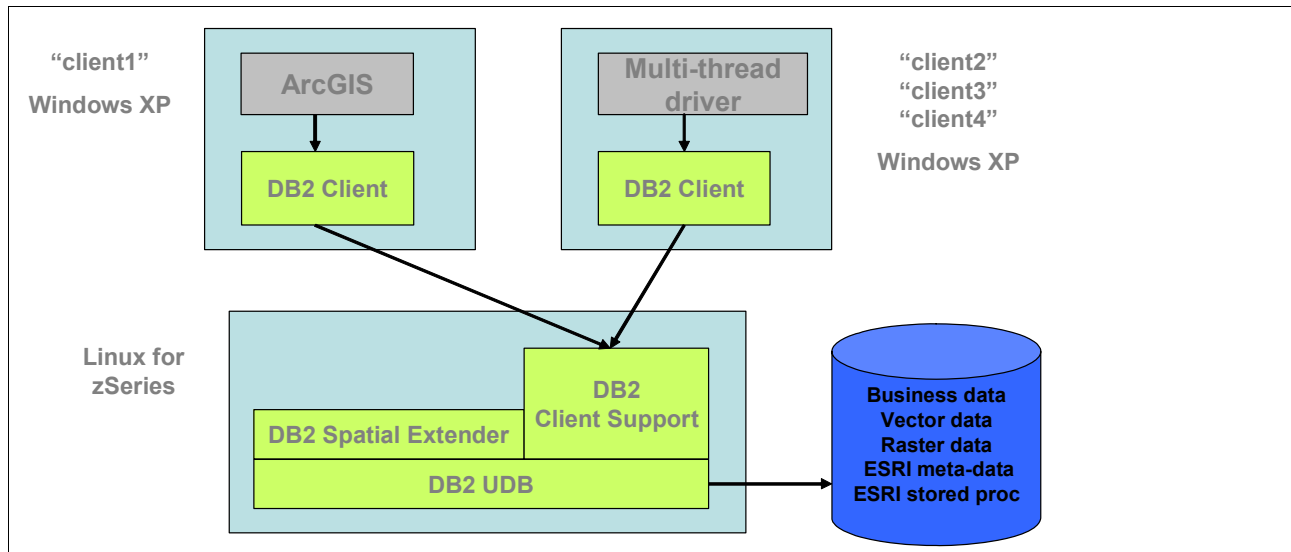 “client1”
Windows XP
ArcGIS
DB2 Client
Multi-thread
driver
DB2 Client
“client2”
“client3”
“client4”
Windows XP
Linux for
zSeries
DB2
Client Support
DB2 Spatial Extender
DB2 UDB
Business data
Vector data
Raster data
ESRI meta-data
ESRI stored proc